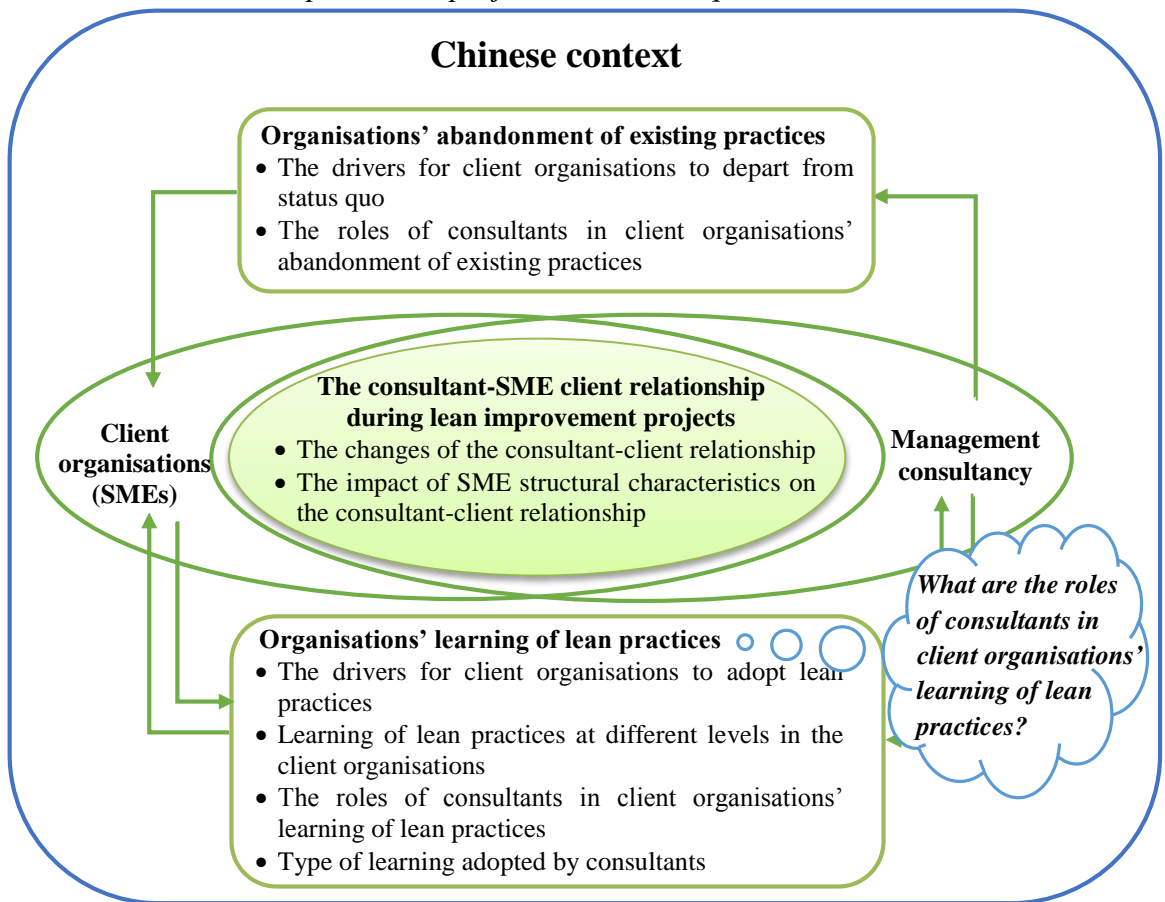 Chinese context
Organisations’ abandonment of existing practices
• The drivers for client organisations to depart from
status quo
• The roles of consultants in client organisations’
abandonment of existing practices
Client
organisations
(SMEs)
The consultant-SME client relationship
during lean improvement projects
• The changes of the consultant-client relationship
• The impact of SME structural characteristics on
the consultant-client relationship
Management
consultancy
Organisations’ learning of lean practices
• The drivers for client organisations to adopt lean
practices
• Learning of lean practices at different levels in the
client organisations
• The roles of consultants in client organisations’
learning of lean practices
• Type of learning adopted by consultants
What are the roles
of consultants in
client organisations’
learning of lean
practices?